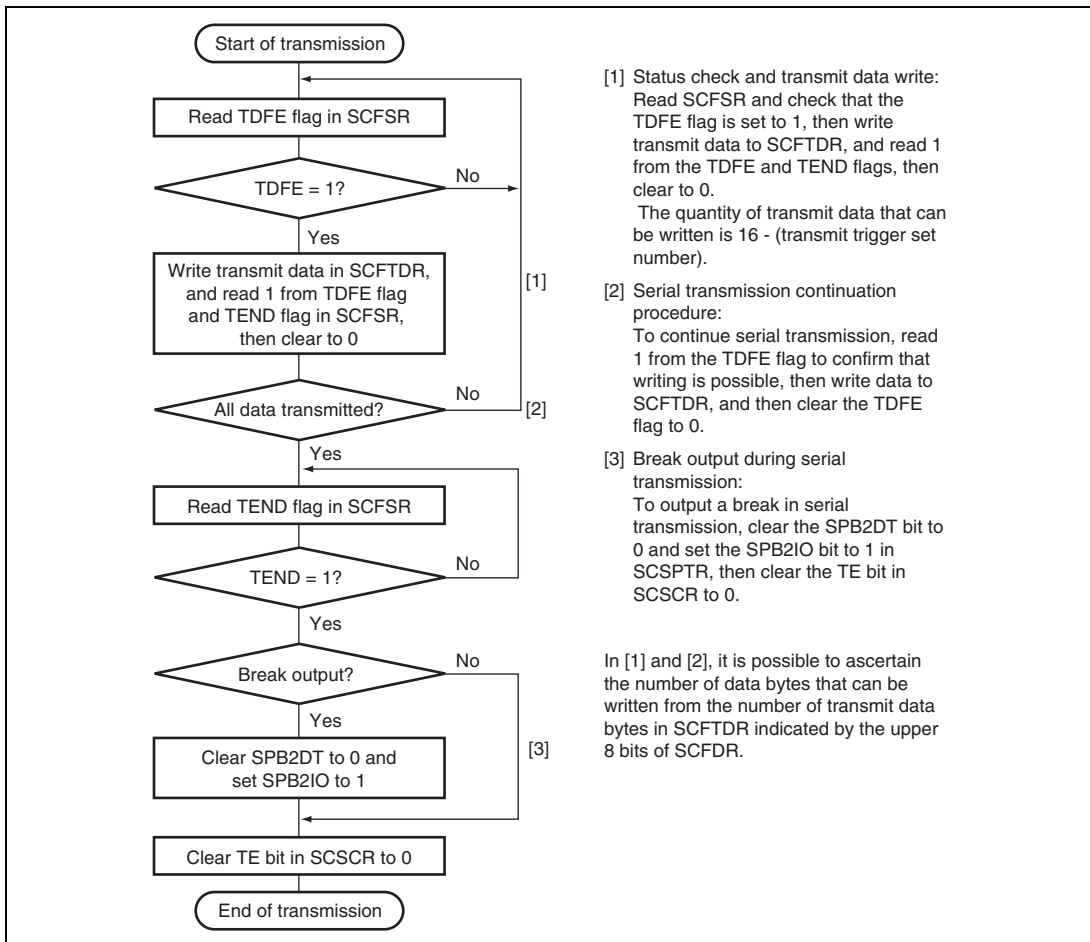 Start of transmission
Read TDFE flag in SCFSR
TDFE = 1?
No
Yes
Write transmit data in SCFTDR,
and read 1 from TDFE flag
and TEND flag in SCFSR,
then clear to 0
[1]
All data transmitted?
No
[2]
Yes
Read TEND flag in SCFSR
TEND = 1?
No
Yes
Break output?
No
Yes
Clear SPB2DT to 0 and
set SPB2IO to 1
[3]
Clear TE bit in SCSCR to 0
End of transmission
[1] Status check and transmit data write:
Read SCFSR and check that the
TDFE flag is set to 1, then write
transmit data to SCFTDR, and read 1
from the TDFE and TEND flags, then
clear to 0.
The quantity of transmit data that can
be written is 16 - (transmit trigger set
number).
[2] Serial transmission continuation
procedure:
To continue serial transmission, read
1 from the TDFE flag to confirm that
writing is possible, then write data to
SCFTDR, and then clear the TDFE
flag to 0.
[3] Break output during serial
transmission:
To output a break in serial
transmission, clear the SPB2DT bit to
0 and set the SPB2IO bit to 1 in
SCSPTR, then clear the TE bit in
SCSCR to 0.
In [1] and [2], it is possible to ascertain
the number of data bytes that can be
written from the number of transmit data
bytes in SCFTDR indicated by the upper
8 bits of SCFDR.